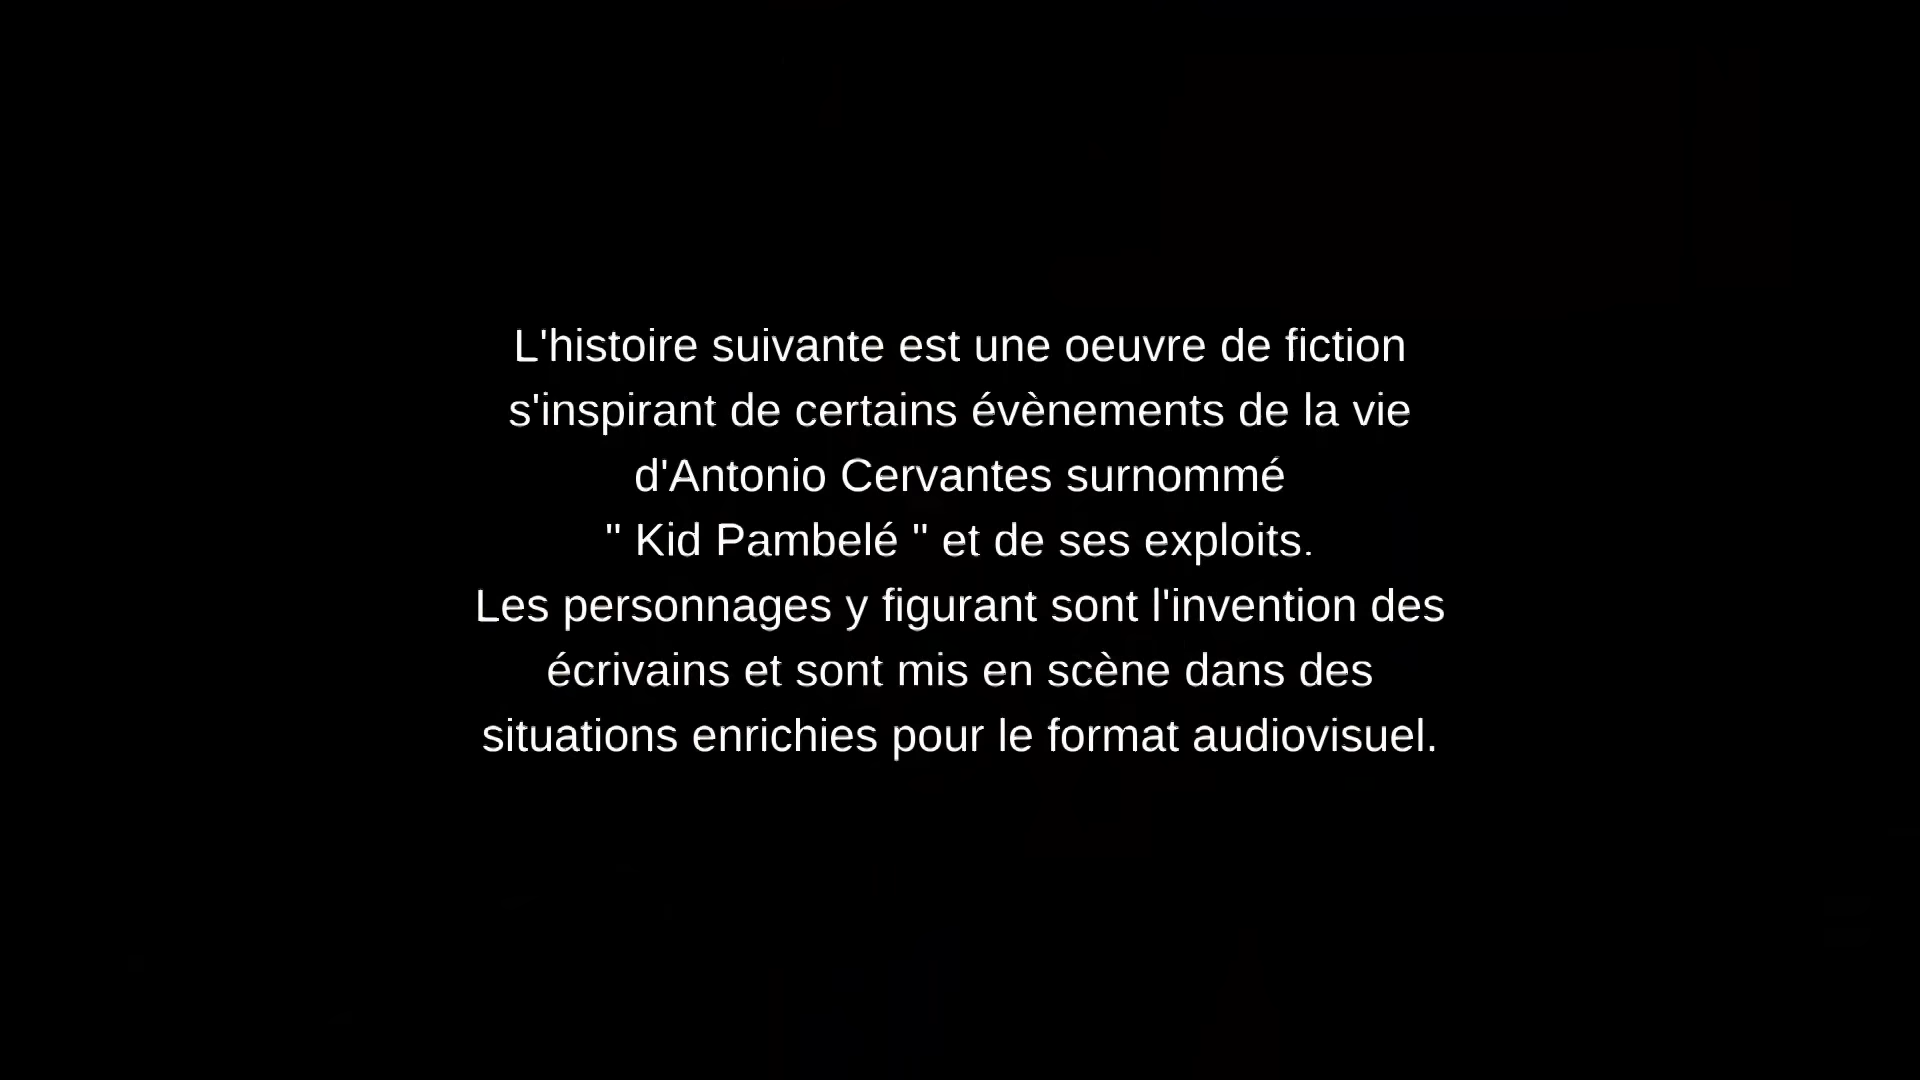 L'histoire suivante est une oeuvre de fiction
s'inspirant de certains évènements de la vie
d'Antonio Cervantes surnommé
" Kid Pambelé " et de ses exploits.
Les personnages y figurant sont l'invention des
écrivains et sont mis en scène dans des
situations enrichies pour le format audiovisuel.